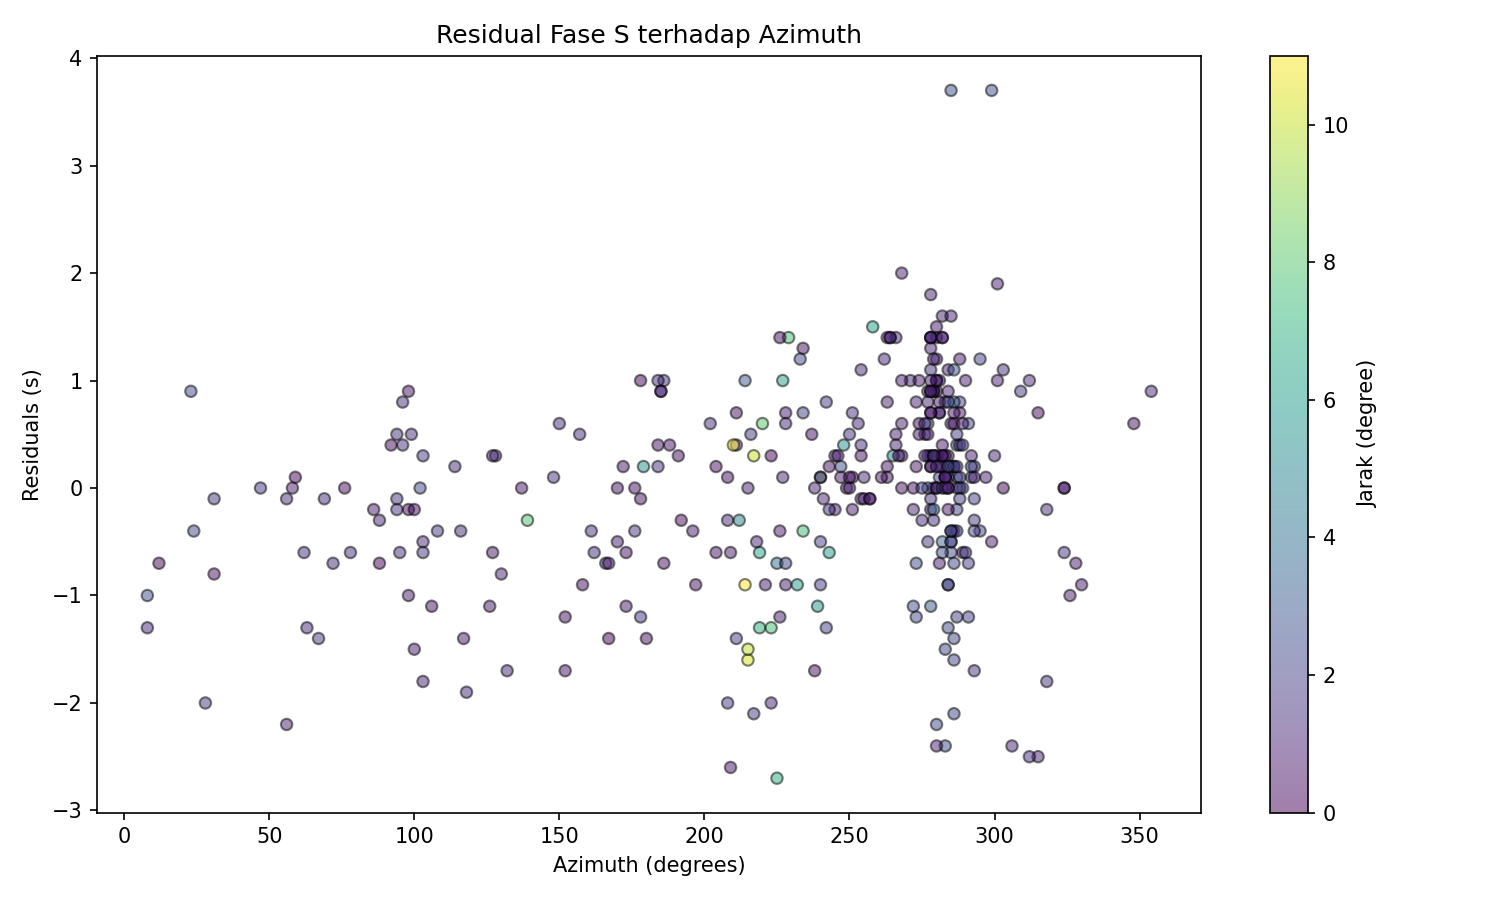 Residual Fase S terhadap Azimuth
4
3
2
1
0
−1
−2
−3
Residuals (s)
0 50 100 150 200 250 300 350
Azimuth (degrees)
10
8
6
4
2
0
Jarak (degree)